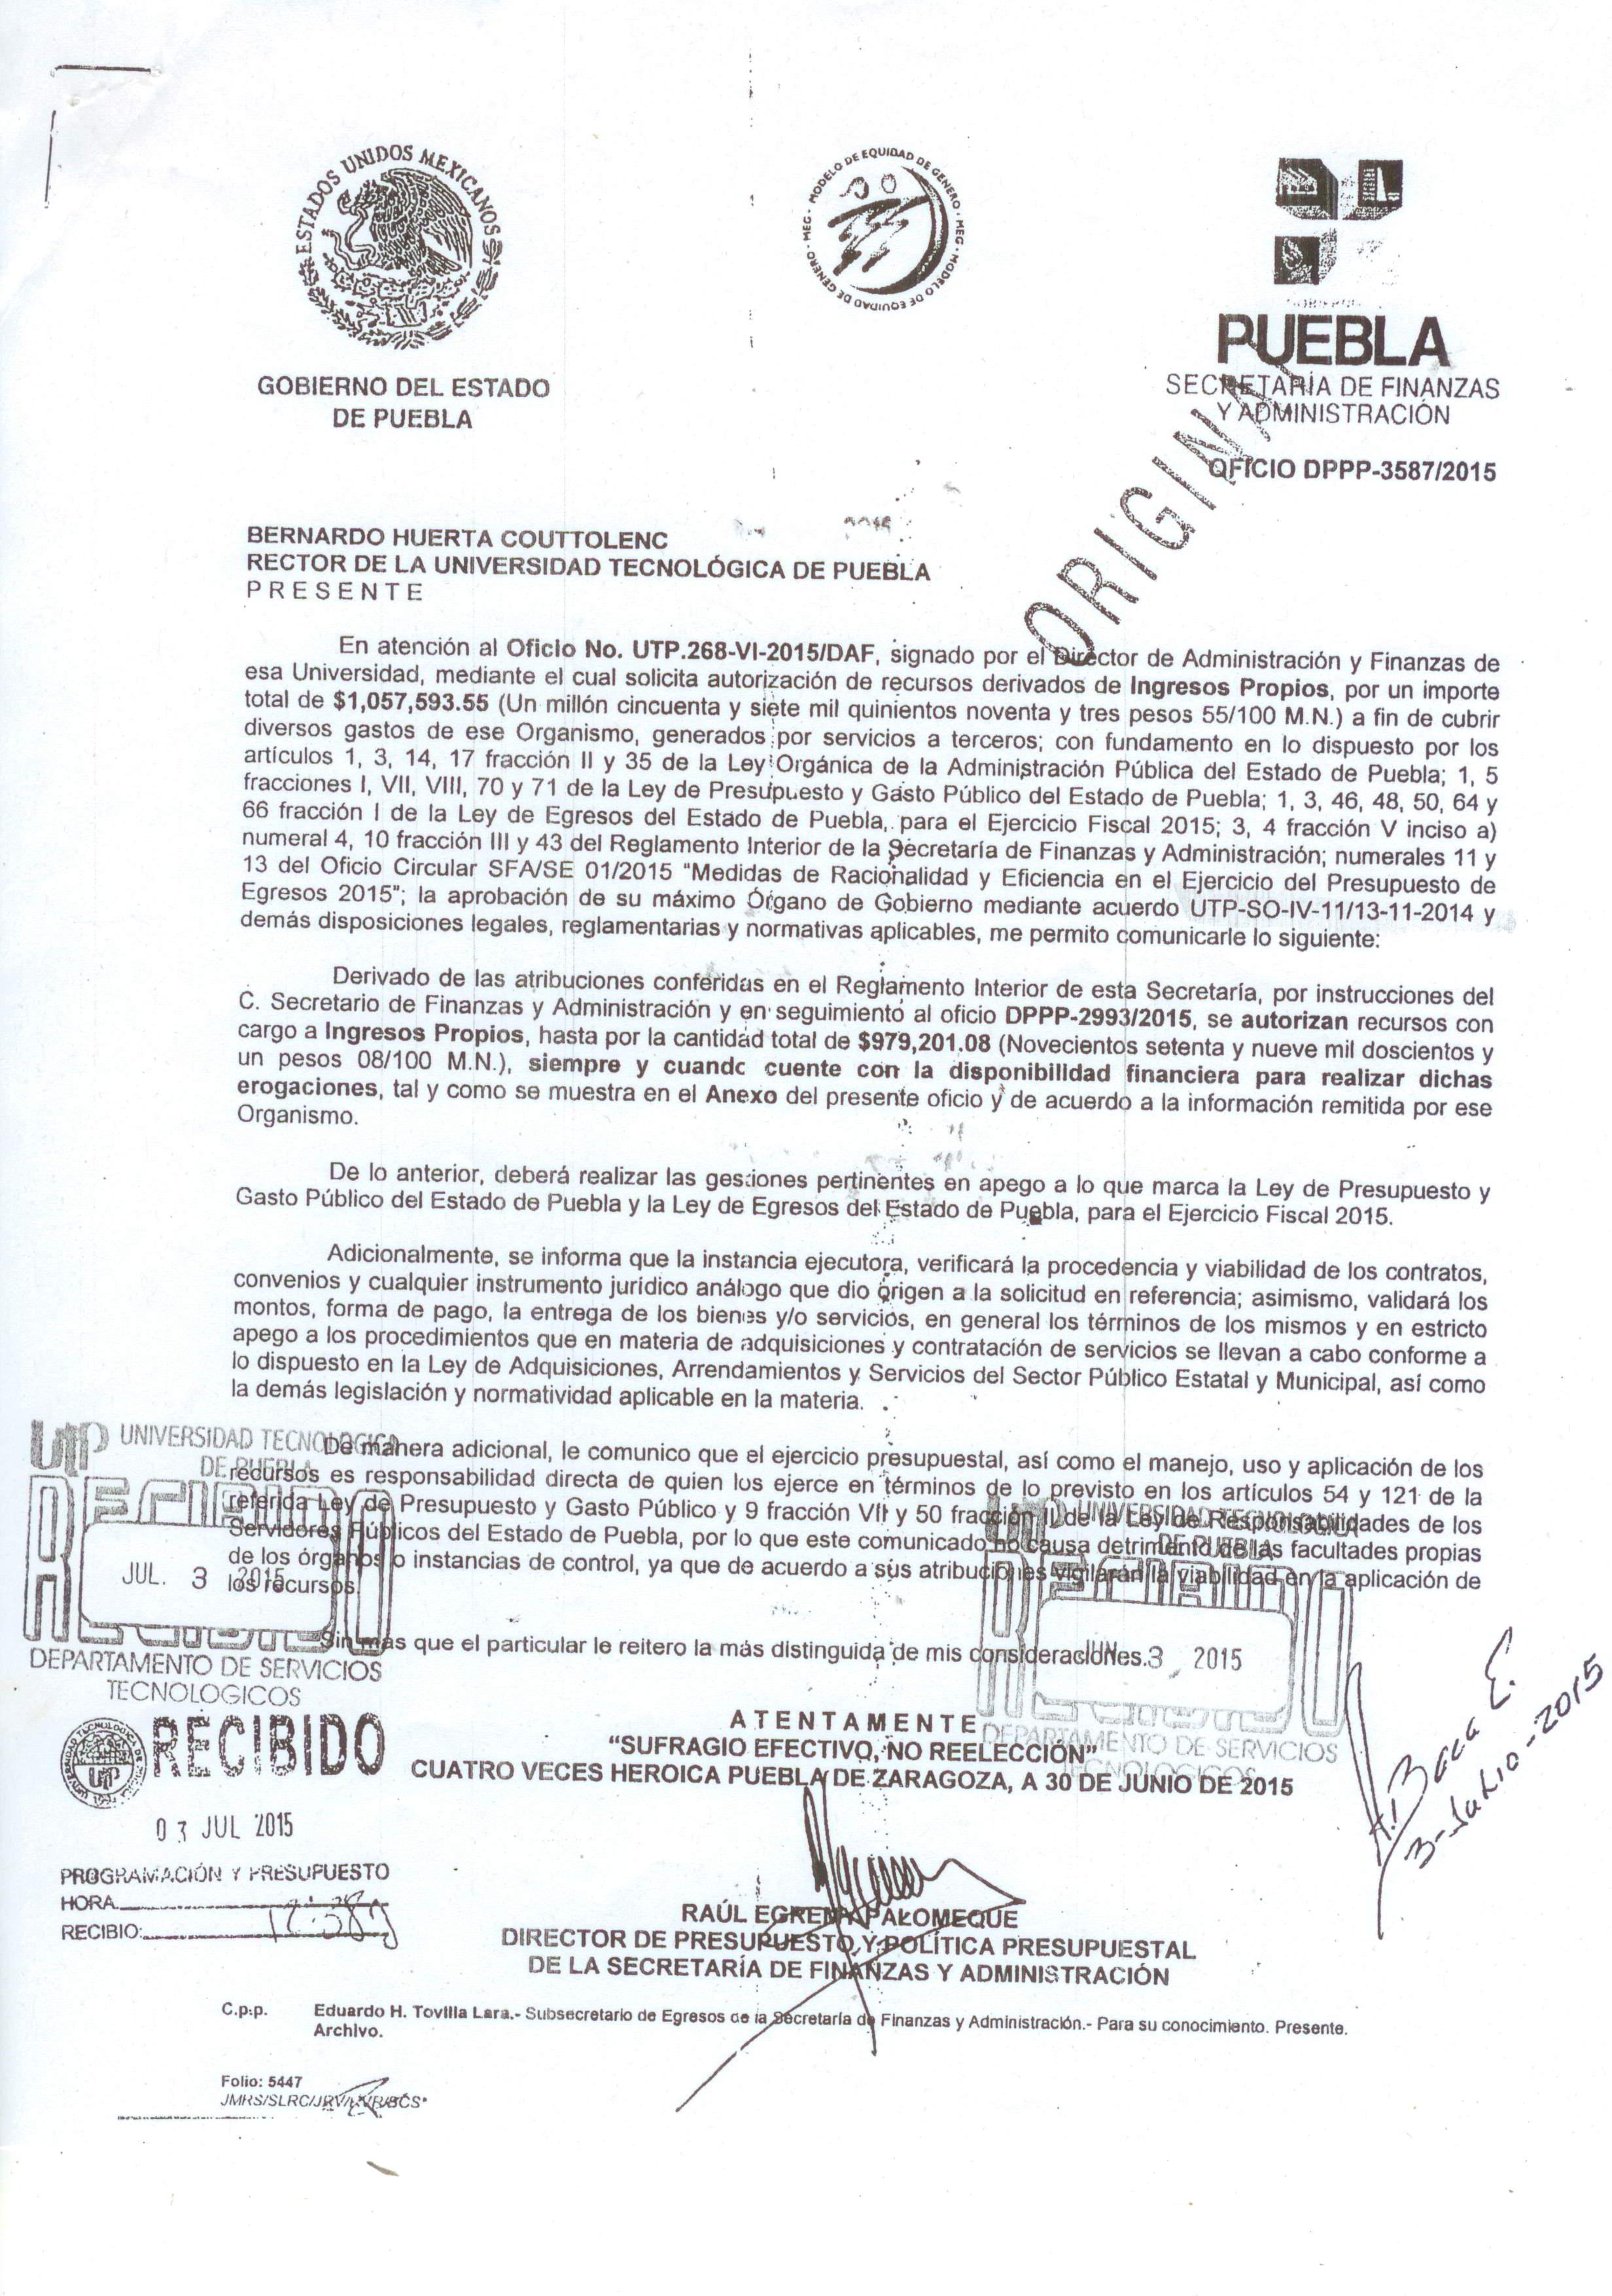 ESTADOS UNIDOS MEXICANOS
GOBIERNO DEL ESTADO
DE PUEBLA
MEG - MODELO DE EQUIDAD DE GENERO - MEG - MODELO DE EQUIDAD DE GENERO
PUEBLA
SECRETARÍA DE FINANZAS
Y ADMINISTRACIÓN
ORIGINAL
OFICIO DPPP-3587/2015
BERNARDO HUERTA COUTTOLENC
RECTOR DE LA UNIVERSIDAD TECNOLÓGICA DE PUEBLA
P R E S E N T E
En atención al Oficio No. UTP.268-VI-2015/DAF, signado por el Director de Administración y Finanzas de
esa Universidad, mediante el cual solicita autorización de recursos derivados de Ingresos Propios, por un importe
total de $1,057,593.55 (Un millón cincuenta y siete mil quinientos noventa y tres pesos 55/100 M.N.) a fin de cubrir
diversos gastos de ese Organismo, generados por servicios a terceros; con fundamento en lo dispuesto por los
artículos 1, 3, 14, 17 fracción II y 35 de la Ley Orgánica de la Administración Pública del Estado de Puebla; 1, 5
fracciones I, VII, VIII, 70 y 71 de la Ley de Presupuesto y Gasto Público del Estado de Puebla; 1, 3, 46, 48, 50, 64 y
66 fracción I de la Ley de Egresos del Estado de Puebla, para el Ejercicio Fiscal 2015; 3, 4 fracción V inciso a)
numeral 4, 10 fracción III y 43 del Reglamento Interior de la Secretaría de Finanzas y Administración; numerales 11 y
13 del Oficio Circular SFA/SE 01/2015 "Medidas de Racionalidad y Eficiencia en el Ejercicio del Presupuesto de
Egresos 2015"; la aprobación de su máximo Órgano de Gobierno mediante acuerdo UTP-SO-IV-11/13-11-2014 y
demás disposiciones legales, reglamentarias y normativas aplicables, me permito comunicarle lo siguiente:
Derivado de las atribuciones conferidas en el Reglamento Interior de esta Secretaría, por instrucciones del
C. Secretario de Finanzas y Administración y en seguimiento al oficio DPPP-2993/2015, se autorizan recursos con
cargo a Ingresos Propios, hasta por la cantidad total de $979,201.08 (Novecientos setenta y nueve mil doscientos y
un pesos 08/100 M.N.), siempre y cuando cuente con la disponibilidad financiera para realizar dichas
erogaciones, tal y como se muestra en el Anexo del presente oficio y de acuerdo a la información remitida por ese
Organismo.
De lo anterior, deberá realizar las gestiones pertinentes en apego a lo que marca la Ley de Presupuesto y
Gasto Público del Estado de Puebla y la Ley de Egresos del Estado de Puebla, para el Ejercicio Fiscal 2015.
Adicionalmente, se informa que la instancia ejecutora, verificará la procedencia y viabilidad de los contratos,
convenios y cualquier instrumento jurídico análogo que dio origen a la solicitud en referencia; asimismo, validará los
montos, forma de pago, la entrega de los bienes y/o servicios, en general los términos de los mismos y en estricto
apego a los procedimientos que en materia de adquisiciones y contratación de servicios se llevan a cabo conforme a
lo dispuesto en la Ley de Adquisiciones, Arrendamientos y Servicios del Sector Público Estatal y Municipal, así como
la demás legislación y normatividad aplicable en la materia.
De manera adicional, le comunico que el ejercicio presupuestal, así como el manejo, uso y aplicación de los
recursos es responsabilidad directa de quien los ejerce en términos de lo previsto en los artículos 54 y 121 de la
referida Ley de Presupuesto y Gasto Público y 9 fracción VII y 50 fracción II de la Ley de Responsabilidades de los
Servidores Públicos del Estado de Puebla, por lo que este comunicado no causa detrimento de las facultades propias
de los órganos o instancias de control, ya que de acuerdo a sus atribuciones vigilarán la viabilidad en la aplicación de
los recursos.
Sin más que el particular le reitero la más distinguida de mis consideraciones.
UTP UNIVERSIDAD TECNOLOGICA
DE PUEBLA
RECIBIDO
JUL. 3 2015
DEPARTAMENTO DE SERVICIOS
TECNOLOGICOS
UNIVERSIDAD TECNOLOGICA
DE PUEBLA
RECIBIDO
3 2015
DEPARTAMENTO DE SERVICIOS
TECNOLOGICOS
A T E N T A M E N T E
"SUFRAGIO EFECTIVO, NO REELECCIÓN"
CUATRO VECES HEROICA PUEBLA DE ZARAGOZA, A 30 DE JUNIO DE 2015
Baca E.
3-Julio-2015
UTP
RECIBIDO
03 JUL 2015
PROGRAMACIÓN Y PRESUPUESTO
HORA
RECIBIO:
RAÚL EGREMY PALOMEQUE
DIRECTOR DE PRESUPUESTO Y POLÍTICA PRESUPUESTAL
DE LA SECRETARÍA DE FINANZAS Y ADMINISTRACIÓN
C.p.p. Eduardo H. Tovilla Lara.- Subsecretario de Egresos de la Secretaría de Finanzas y Administración.- Para su conocimiento. Presente.
Archivo.
Folio: 5447